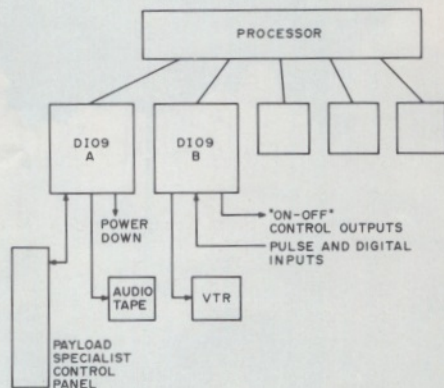 PROCESSOR
DIO9
A
DIO9
B
POWER
DOWN
"ON-OFF"
CONTROL OUTPUTS
PULSE AND DIGITAL
INPUTS
AUDIO
TAPE
VTR
PAYLOAD
SPECIALIST
CONTROL
PANEL